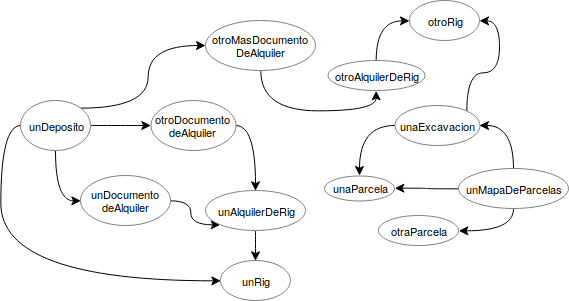 otroRig
otroMasDocumento
DeAlquiler
otroAlquilerDeRig
unDeposito
otroDocumento
deAlquiler
unaExcavacion
unaParcela
unMapaDeParcelas
unDocumento
deAlquiler
unAlquilerDeRig
otraParcela
unRig